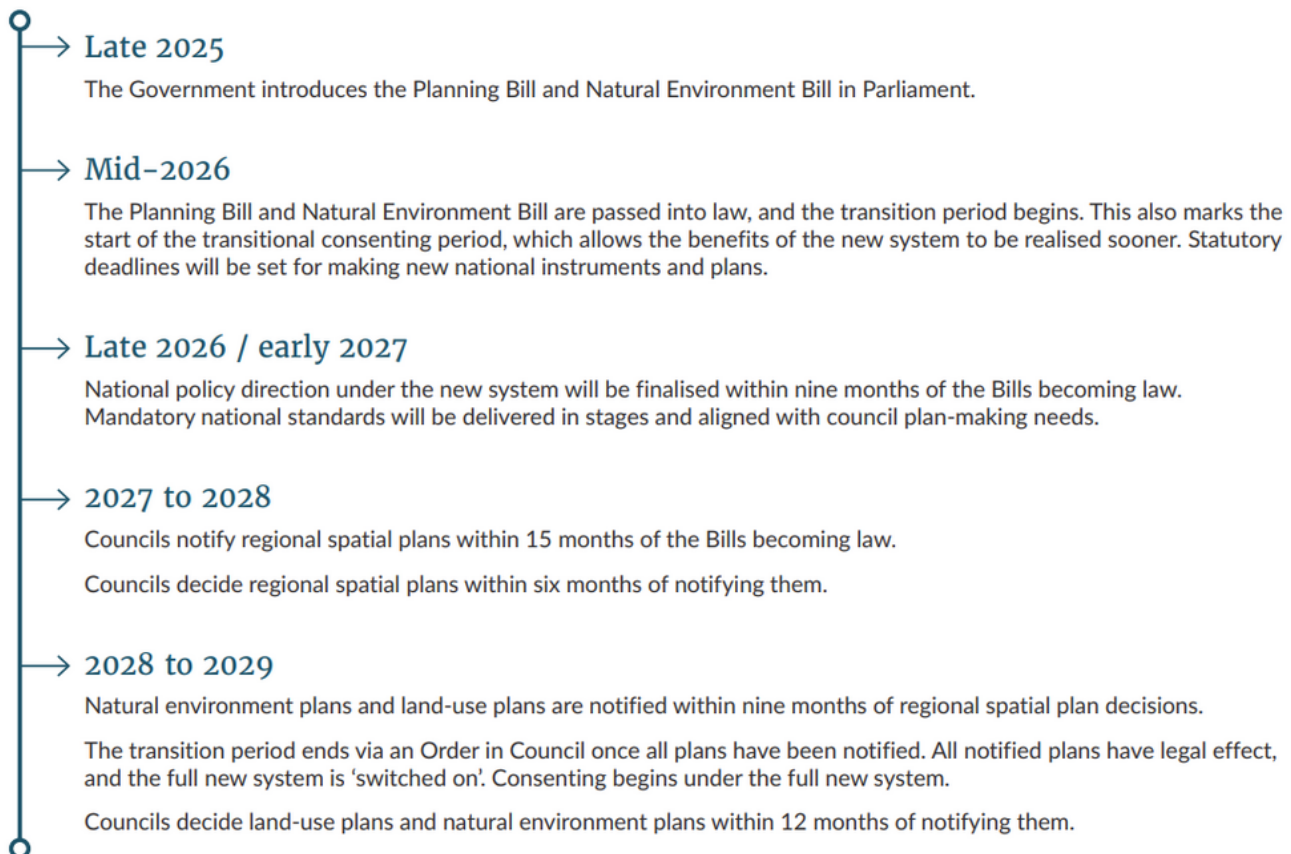 Late 2025
The Government introduces the Planning Bill and Natural Environment Bill in Parliament.
Mid-2026
The Planning Bill and Natural Environment Bill are passed into law, and the transition period begins. This also marks the
start of the transitional consenting period, which allows the benefits of the new system to be realised sooner. Statutory
deadlines will be set for making new national instruments and plans.
Late 2026 / early 2027
National policy direction under the new system will be finalised within nine months of the Bills becoming law.
Mandatory national standards will be delivered in stages and aligned with council plan-making needs.
2027 to 2028
Councils notify regional spatial plans within 15 months of the Bills becoming law.
Councils decide regional spatial plans within six months of notifying them.
2028 to 2029
Natural environment plans and land-use plans are notified within nine months of regional spatial plan decisions.
The transition period ends via an Order in Council once all plans have been notified. All notified plans have legal effect,
and the full new system is ‘switched on’. Consenting begins under the full new system.
Councils decide land-use plans and natural environment plans within 12 months of notifying them.